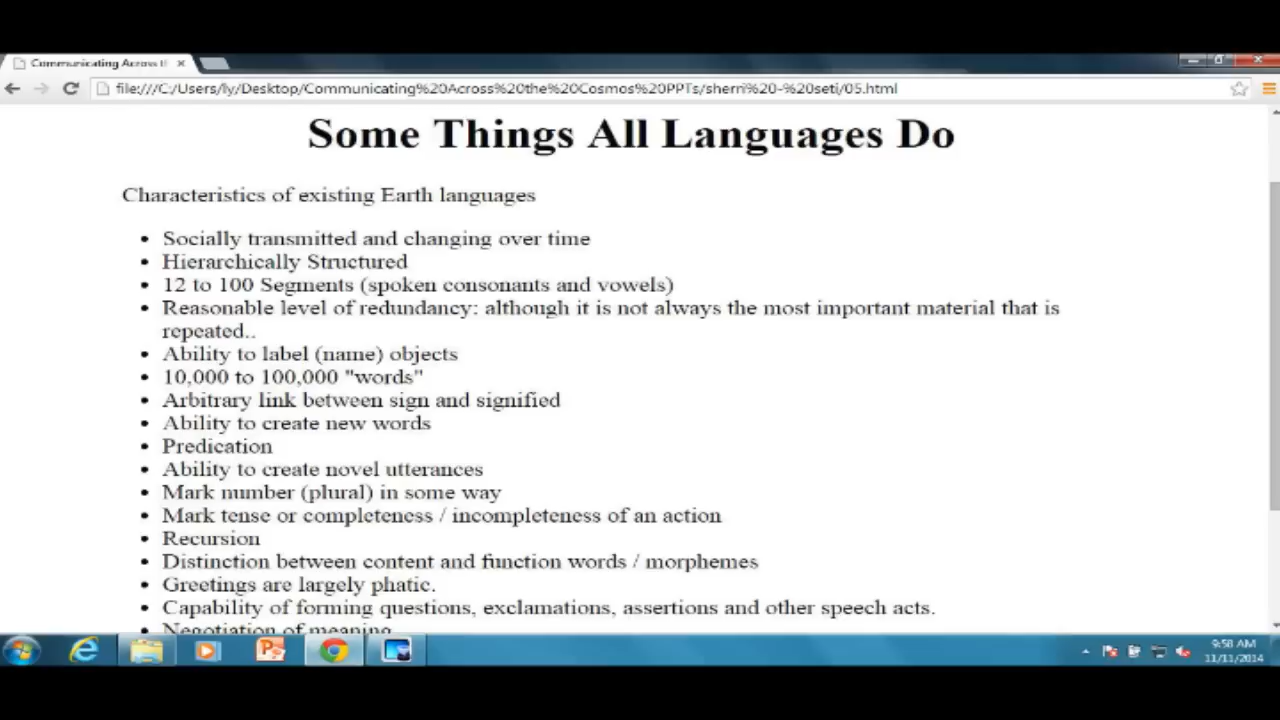 Communicating Across t
file:///C:/Users/ly/Desktop/Communicating%20Across%20the%20Cosmos%20PPTs/sherri%20-%20seti/05.html
Some Things All Languages Do
Characteristics of existing Earth languages
• Socially transmitted and changing over time
• Hierarchically Structured
• 12 to 100 Segments (spoken consonants and vowels)
• Reasonable level of redundancy: although it is not always the most important material that is
repeated..
• Ability to label (name) objects
• 10,000 to 100,000 "words"
• Arbitrary link between sign and signified
• Ability to create new words
• Predication
• Ability to create novel utterances
• Mark number (plural) in some way
• Mark tense or completeness / incompleteness of an action
• Recursion
• Distinction between content and function words / morphemes
• Greetings are largely phatic.
• Capability of forming questions, exclamations, assertions and other speech acts.
• Negotiation of meaning
9:58 AM
11/11/2014